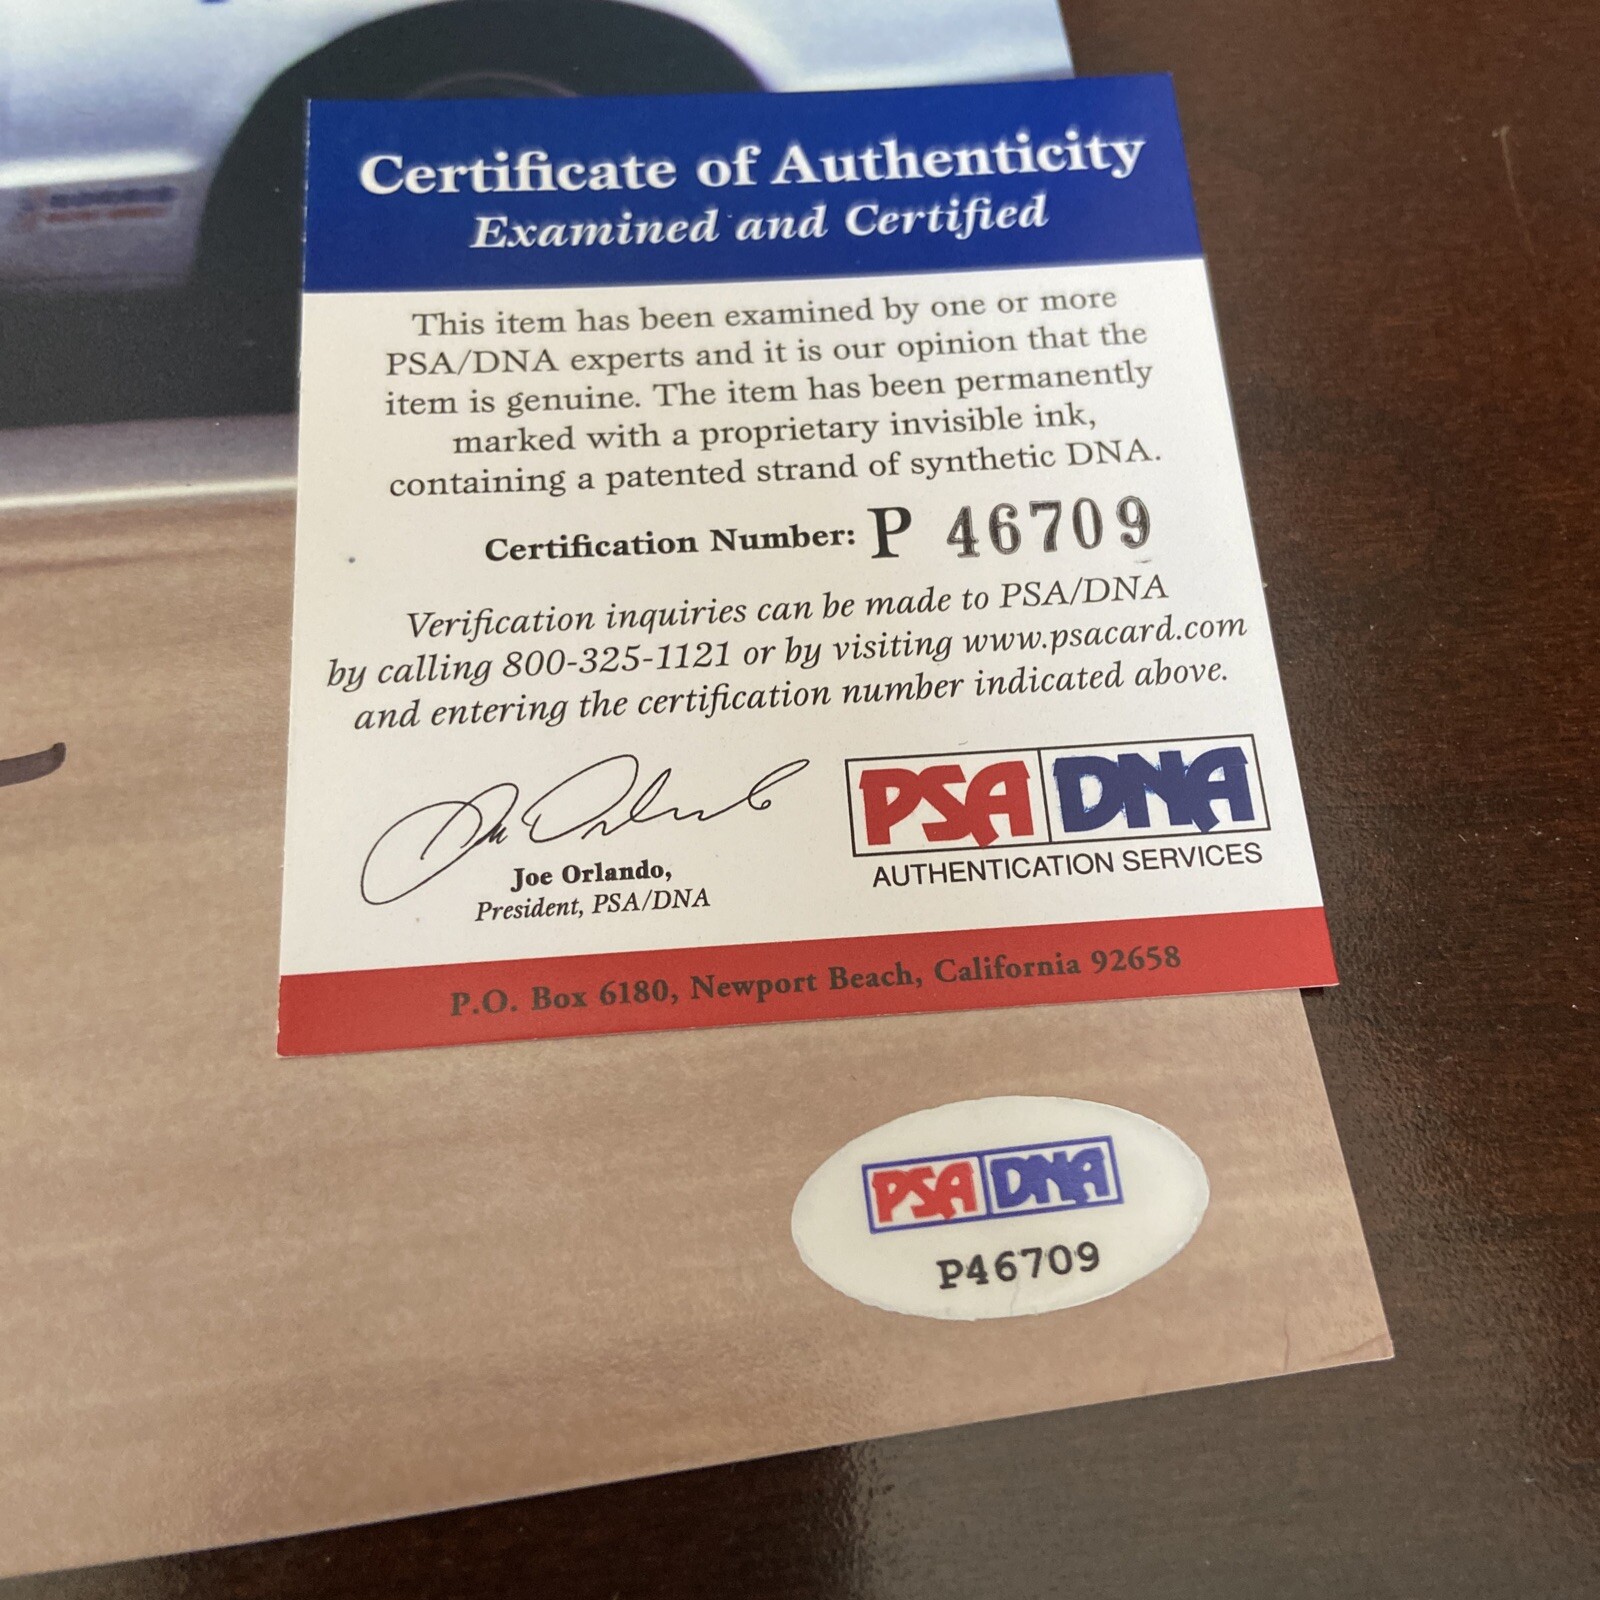 Certificate of Authenticity
Examined and Certified
This item has been examined by one or more
PSA/DNA experts and it is our opinion that the
item is genuine. The item has been permanently
marked with a proprietary invisible ink,
containing a patented strand of synthetic DNA.
Certification Number: P 46709
Verification inquiries can be made to PSA/DNA
by calling 800-325-1121 or by visiting www.psacard.com
and entering the certification number indicated above.
Joe Orlando,
President, PSA/DNA
PSA DNA
AUTHENTICATION SERVICES
P.O. Box 6180, Newport Beach, California 92658
PSA DNA
P46709